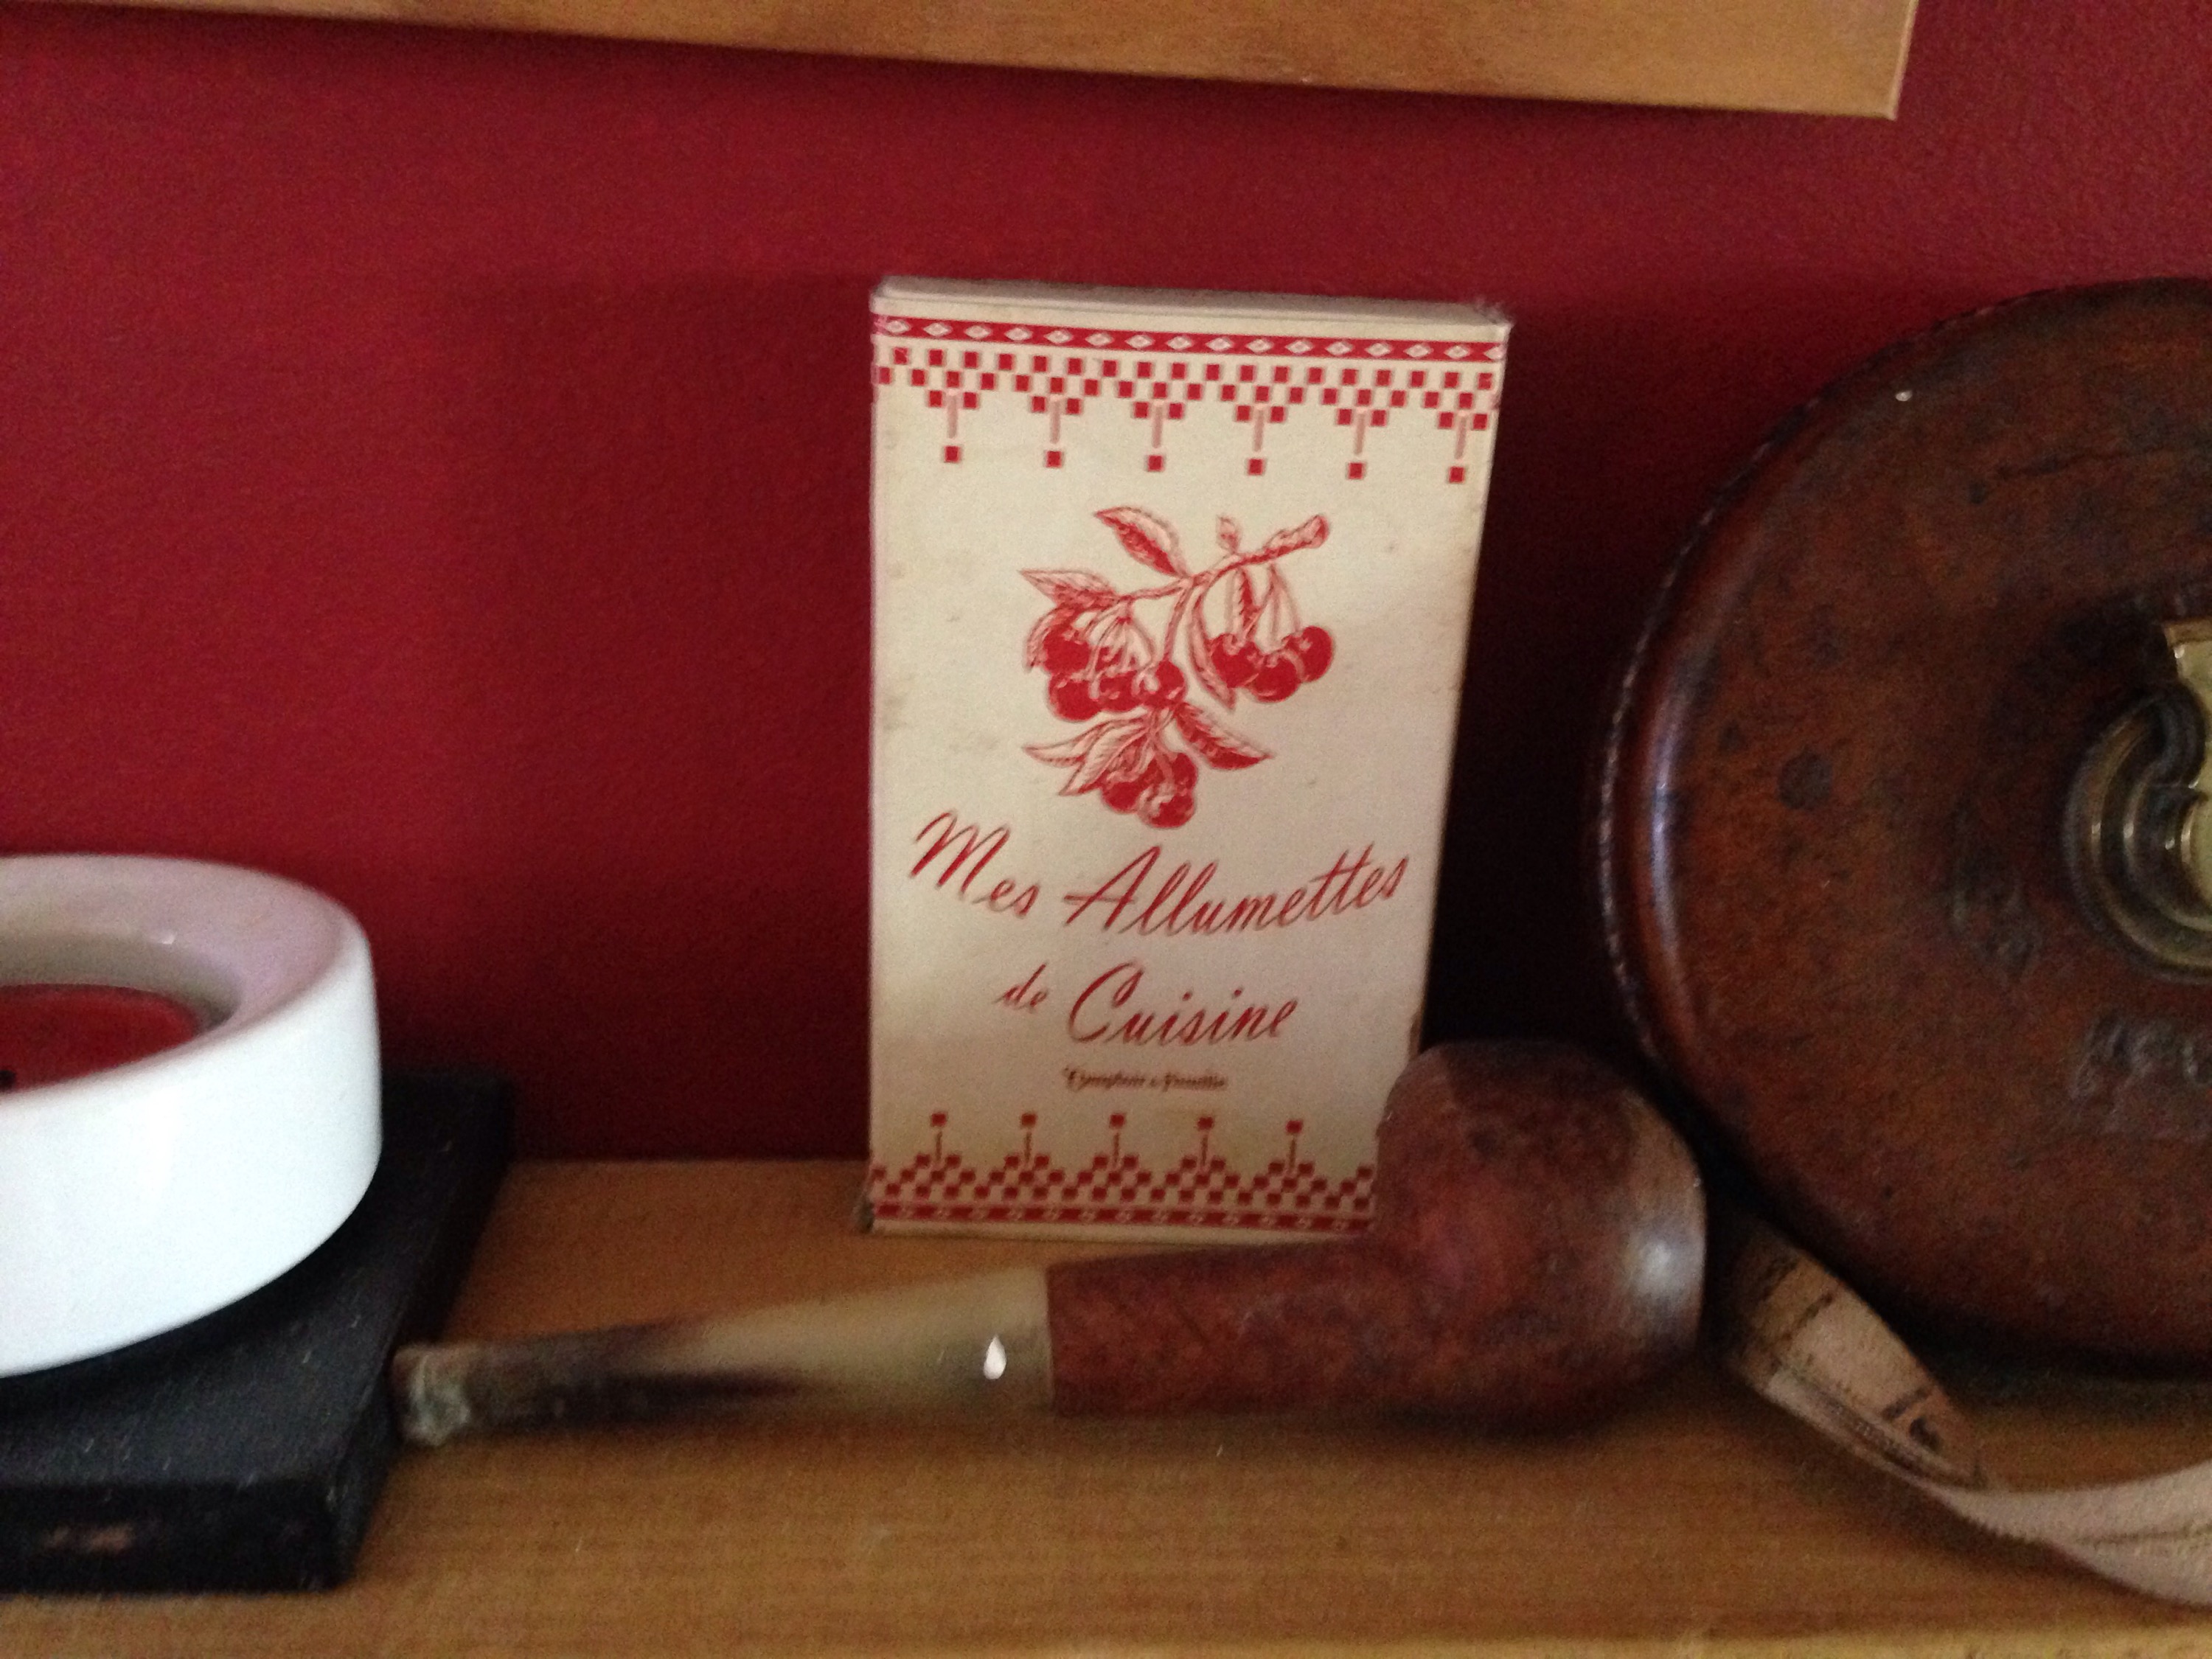 Mes Allumettes
de Cuisine